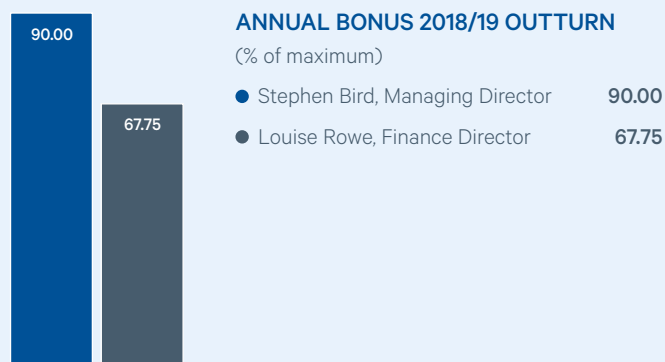 90.00
67.75
ANNUAL BONUS 2018/19 OUTTURN
(% of maximum)
Stephen Bird, Managing Director 90.00
Louise Rowe, Finance Director 67.75